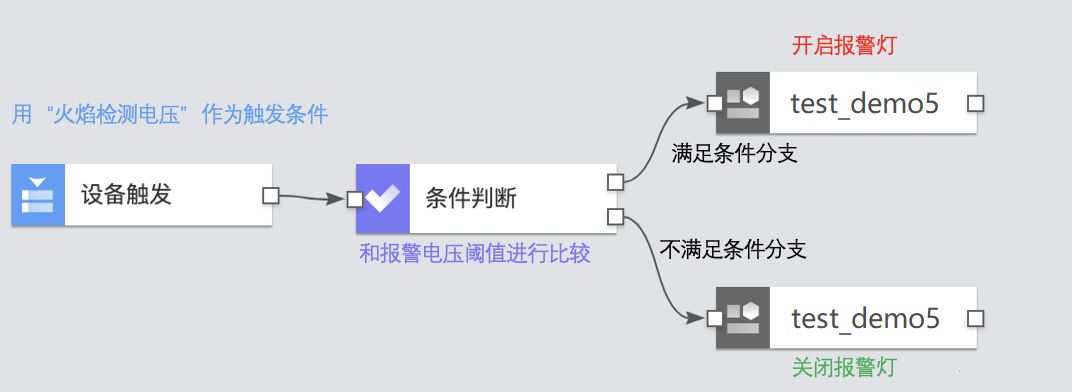 开启报警灯
test_demo5
用 “火焰检测电压” 作为触发条件
满足条件分支
设备触发
条件判断
和报警电压阈值进行比较
不满足条件分支
test_demo5
关闭报警灯